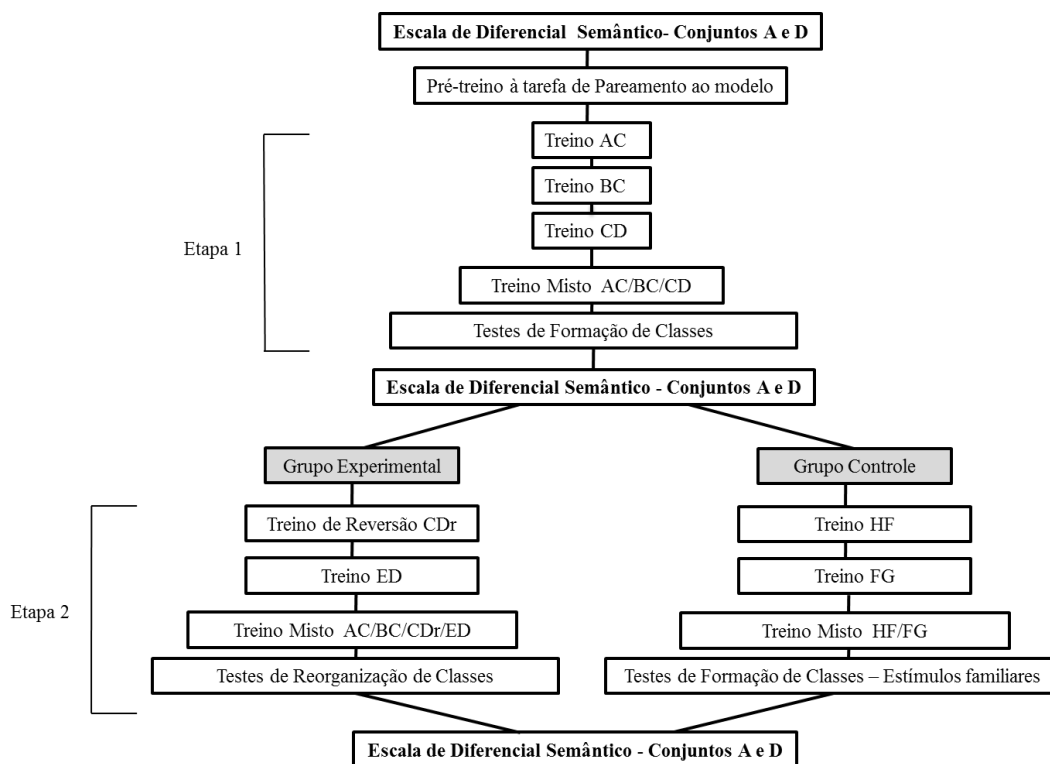 Escala de Diferencial Semântico- Conjuntos A e D
Pré-treino à tarefa de Pareamento ao modelo
Etapa 1
Treino AC
Treino BC
Treino CD
Treino Misto AC/BC/CD
Testes de Formação de Classes
Escala de Diferencial Semântico - Conjuntos A e D
Grupo Experimental
Grupo Controle
Etapa 2
Treino de Reversão CDr
Treino ED
Treino Misto AC/BC/CDr/ED
Testes de Reorganização de Classes
Treino HF
Treino FG
Treino Misto HF/FG
Testes de Formação de Classes – Estímulos familiares
Escala de Diferencial Semântico - Conjuntos A e D